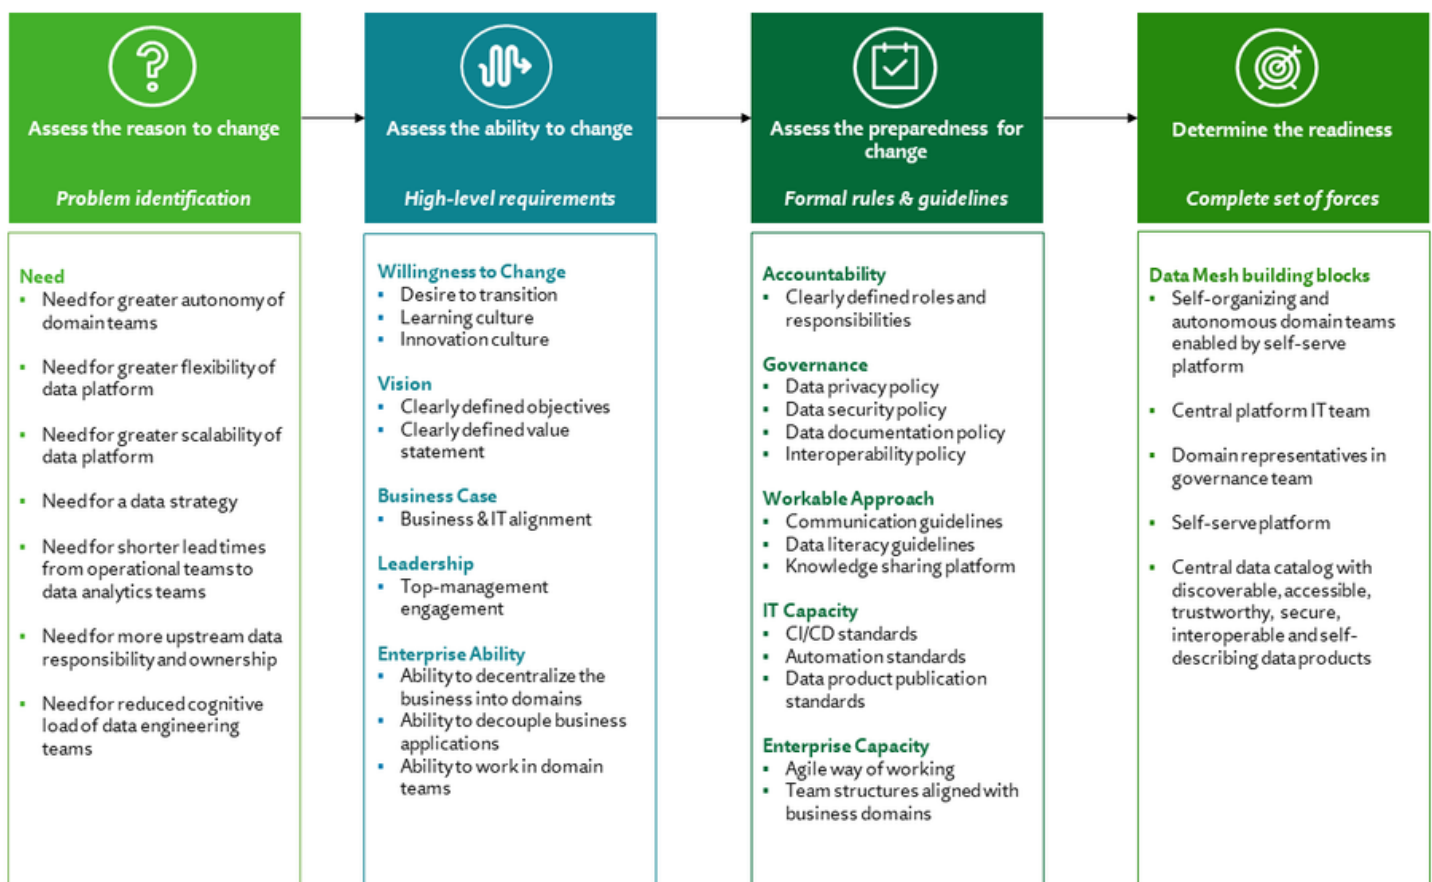 Assess the reason to change
Problem identification
Need
▪ Need for greater autonomy of
domain teams
▪ Need for greater flexibility of
data platform
▪ Need for greater scalability of
data platform
▪ Need for a data strategy
▪ Need for shorter lead times
from operational teams to
data analytics teams
▪ Need for more upstream data
responsibility and ownership
▪ Need for reduced cognitive
load of data engineering
teams
Assess the ability to change
High-level requirements
Willingness to Change
▪ Desire to transition
▪ Learning culture
▪ Innovation culture
Vision
▪ Clearly defined objectives
▪ Clearly defined value
statement
Business Case
▪ Business & IT alignment
Leadership
▪ Top-management
engagement
Enterprise Ability
▪ Ability to decentralize the
business into domains
▪ Ability to decouple business
applications
▪ Ability to work in domain
teams
Assess the preparedness for
change
Formal rules & guidelines
Accountability
▪ Clearly defined roles and
responsibilities
Governance
▪ Data privacy policy
▪ Data security policy
▪ Data documentation policy
▪ Interoperability policy
Workable Approach
▪ Communication guidelines
▪ Data literacy guidelines
▪ Knowledge sharing platform
IT Capacity
▪ CI/CD standards
▪ Automation standards
▪ Data product publication
standards
Enterprise Capacity
▪ Agile way of working
▪ Team structures aligned with
business domains
Determine the readiness
Complete set of forces
Data Mesh building blocks
▪ Self-organizing and
autonomous domain teams
enabled by self-serve
platform
▪ Central platform IT team
▪ Domain representatives in
governance team
▪ Self-serve platform
▪ Central data catalog with
discoverable, accessible,
trustworthy, secure,
interoperable and self-
describing data products